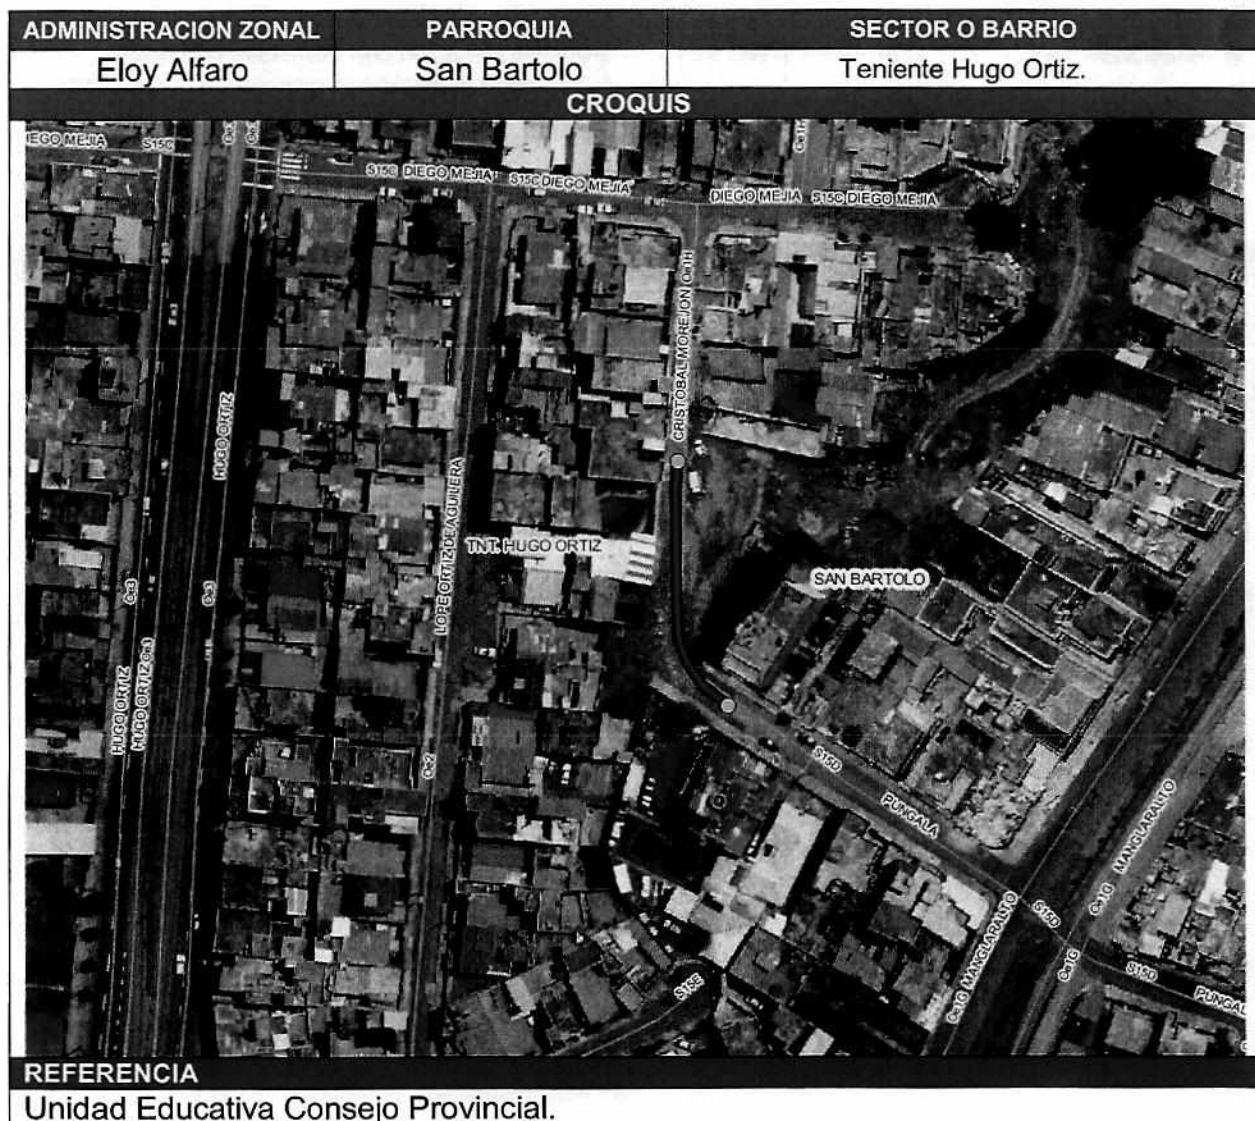 ADMINISTRACION ZONAL
PARROQUIA
SECTOR O BARRIO
Eloy Alfaro
San Bartolo
Teniente Hugo Ortiz.
CROQUIS
DIEGO MEJIA
S15C
S15C DIEGO MEJIA
S15C DIEGO MEJIA
DIEGO MEJIA
S15C DIEGO MEJIA
CRISTOBAL MOREJON Oe1H
HUGO ORTIZ
LOPE ORTIZ DE AGUILERA
TNT. HUGO ORTIZ
SAN BARTOLO
Oe3
Oe3
HUGO ORTIZ
HUGO ORTIZ Oe3
Oe2
S15D
PUNGALA
Oe1G MANGLARALTO
Oe1G MANGLARALTO
S15D
Oe1G
S15D
PUNGAL
S15E
REFERENCIA
Unidad Educativa Consejo Provincial.